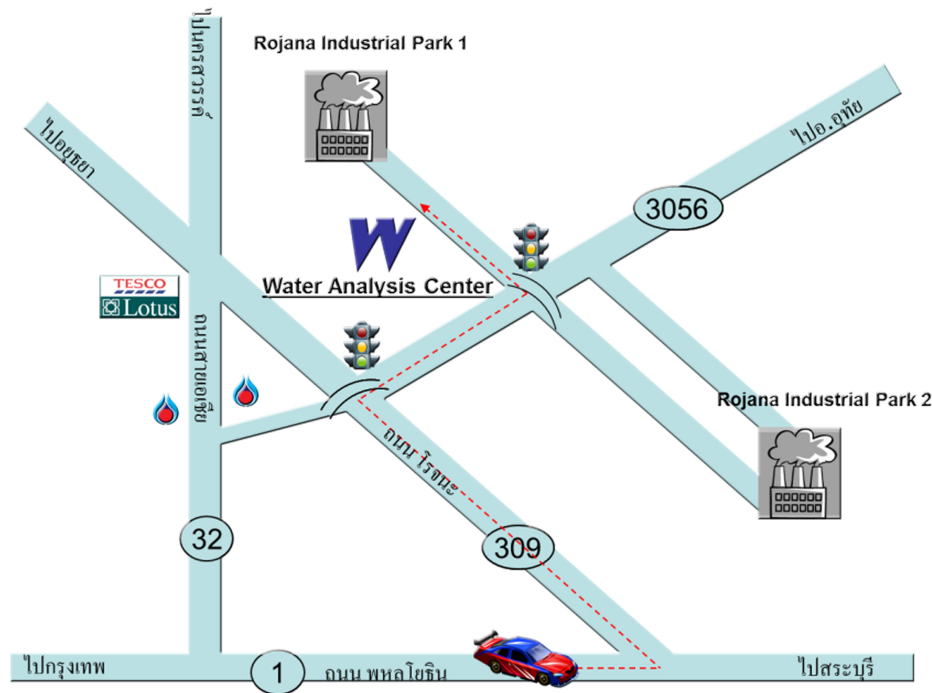 ไปนครสวรรค์
Rojana Industrial Park 1
ไปอยุธยา
ไปอ.อุทัย
3056
W
Water Analysis Center
TESCO
Lotus
ถนนสายเอเซีย
Rojana Industrial Park 2
ถนน โรจนะ
32
309
ไปกรุงเทพ
1
ถนน พหลโยธิน
ไปสระบุรี